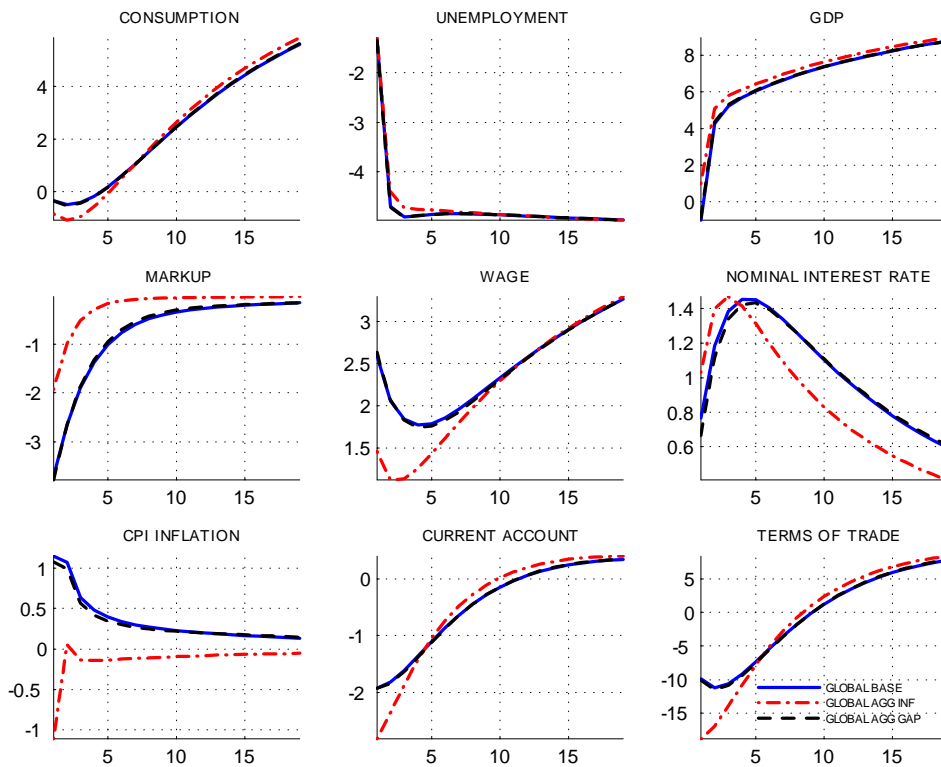 CONSUMPTION
4
2
0
5 10 15
UNEMPLOYMENT
-2
-3
-4
5 10 15
GDP
8
6
4
2
0
5 10 15
MARKUP
-1
-2
-3
5 10 15
WAGE
3
2.5
2
1.5
5 10 15
NOMINAL INTEREST RATE
1.4
1.2
1
0.8
0.6
5 10 15
CPI INFLATION
1
0.5
0
-0.5
-1
5 10 15
CURRENT ACCOUNT
0
-1
-2
5 10 15
TERMS OF TRADE
5
0
-5
-10
-15
5 10 15
GLOBAL BASE
GLOBAL AGG INF
GLOBAL AGG GAP